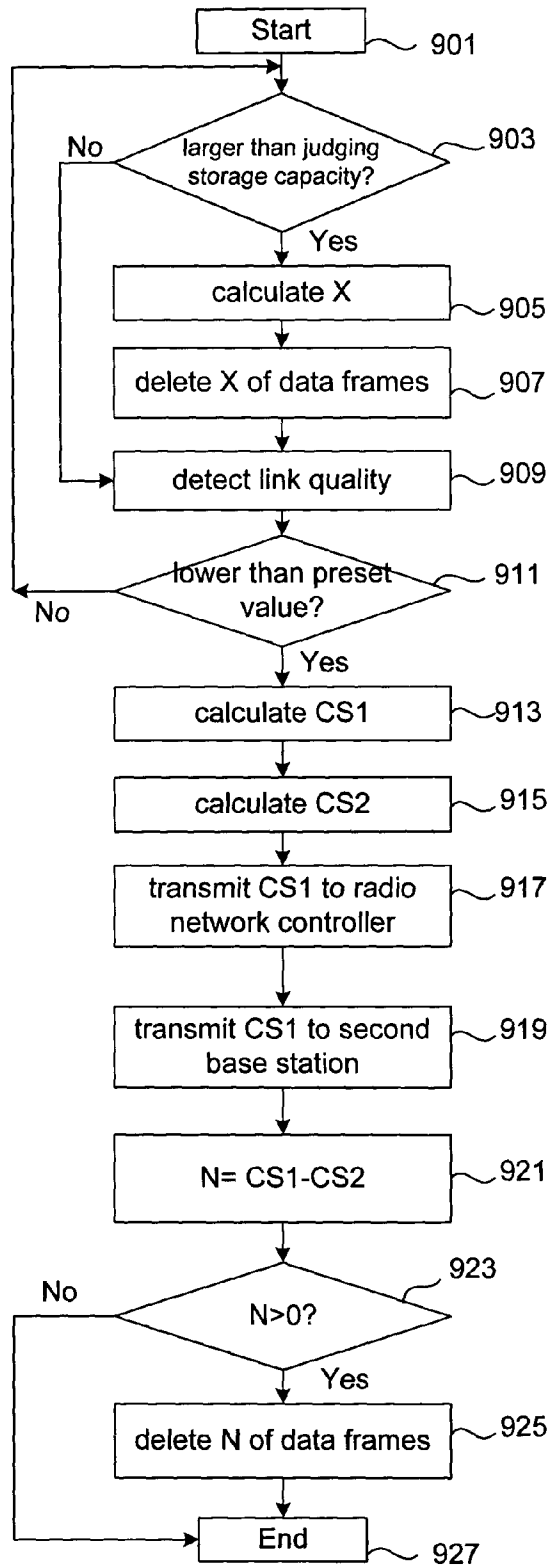 Start
901
903
No
larger than judging
storage capacity?
Yes
calculate X
905
delete X of data frames
907
detect link quality
909
lower than preset
value?
911
No
Yes
calculate CS1
913
calculate CS2
915
transmit CS1 to radio
network controller
917
transmit CS1 to second
base station
919
N= CS1-CS2
921
923
No
N>0?
Yes
delete N of data frames
925
End
927